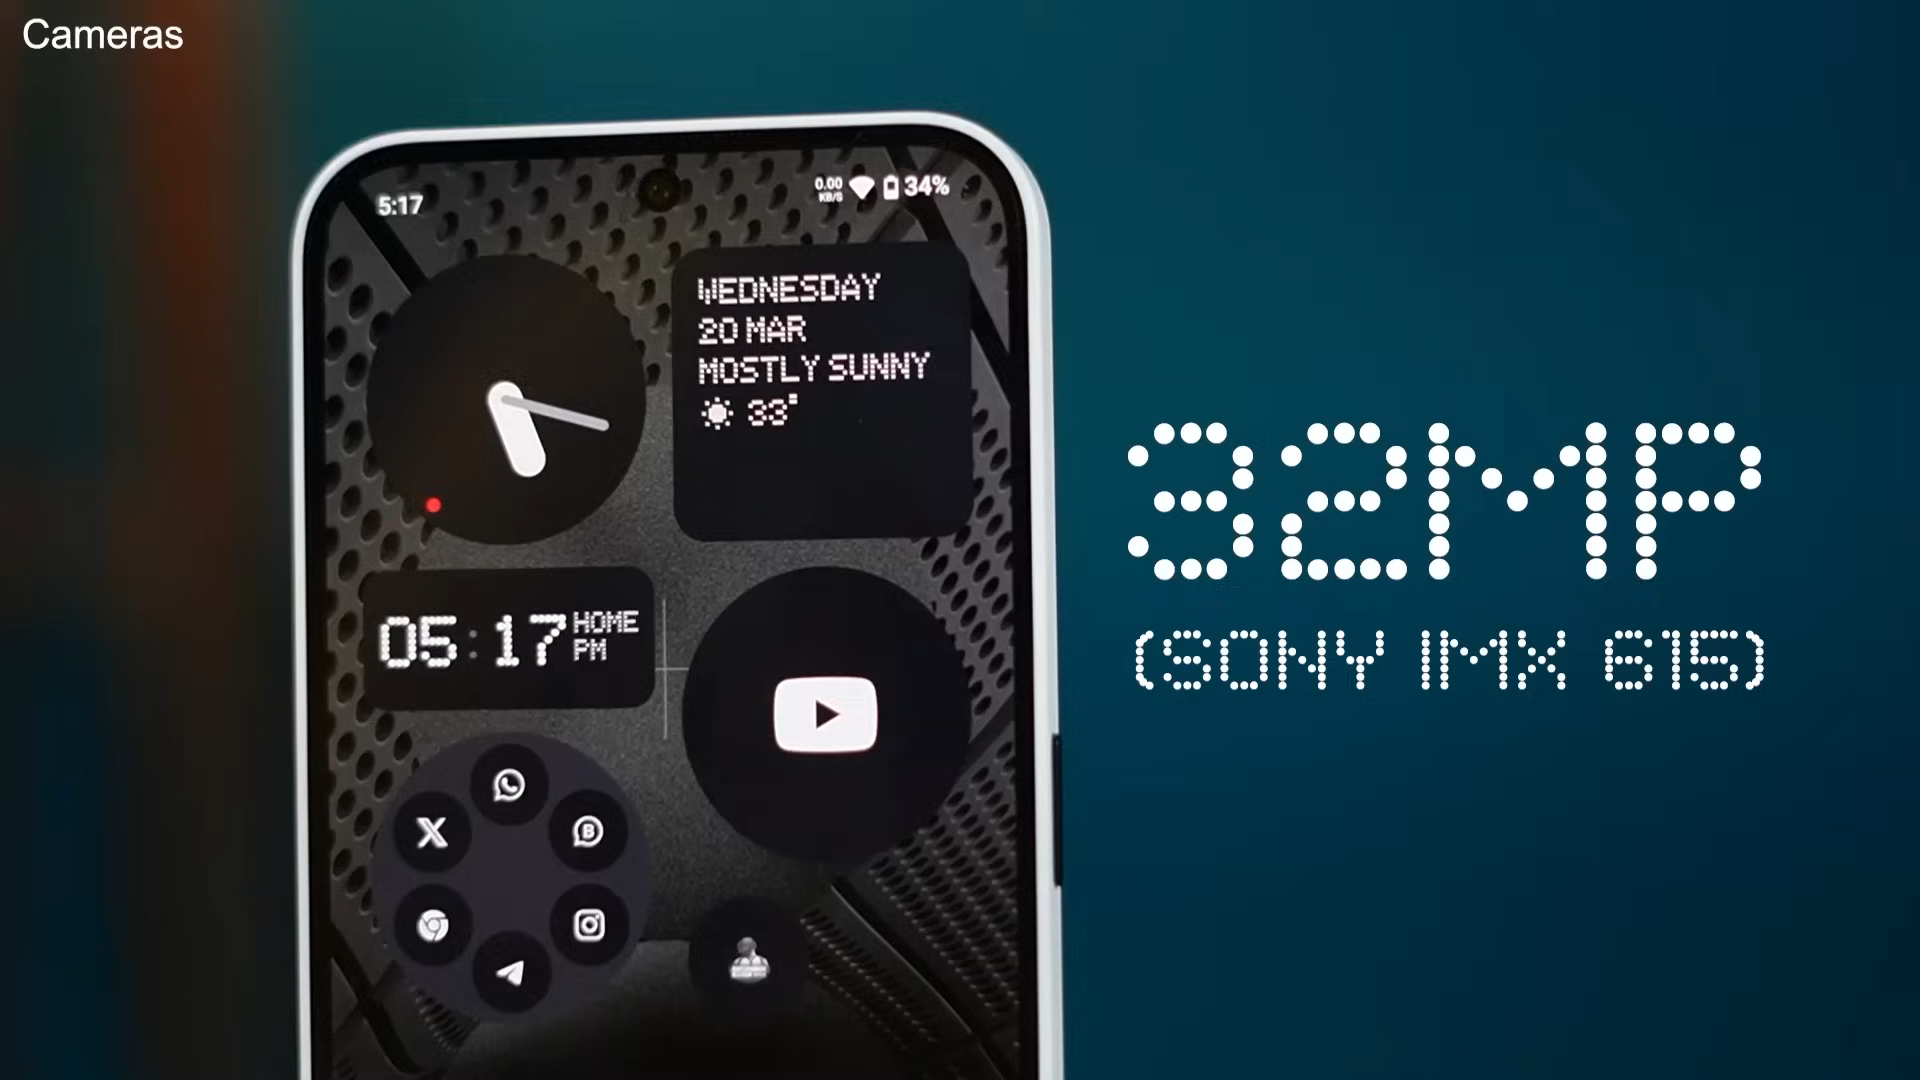 Cameras
5:17
0.00
KB/S
34%
WEDNESDAY
20 MAR
MOSTLY SUNNY
33°
05:17 HOME
PM
B
32MP
(SONY IMX 615)